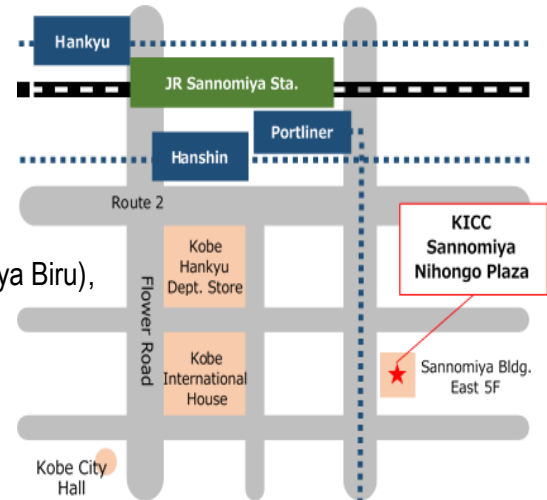 Hankyu
JR Sannomiya Sta.
Portliner
Hanshin
Route 2
KICC
Sannomiya
Nihongo Plaza
Kobe
Hankyu
Dept. Store
ya Biru),
Flower Road
Kobe
International
House
Sannomiya Bldg.
East 5F
Kobe City
Hall